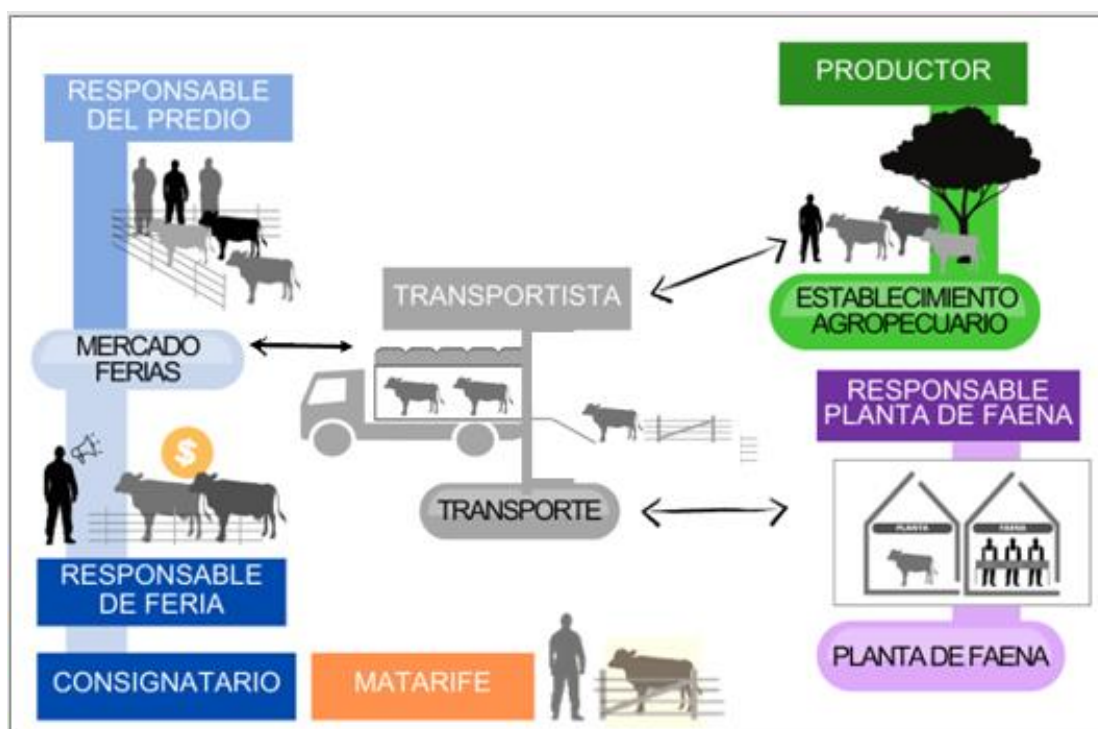 RESPONSABLE
DEL PREDIO
PRODUCTOR
TRANSPORTISTA
ESTABLECIMIENTO
AGROPECUARIO
MERCADO
FERIAS
RESPONSABLE
PLANTA DE FAENA
$
TRANSPORTE
PLANTA
FAENA
RESPONSABLE
DE FERIA
PLANTA DE FAENA
CONSIGNATARIO
MATARIFE